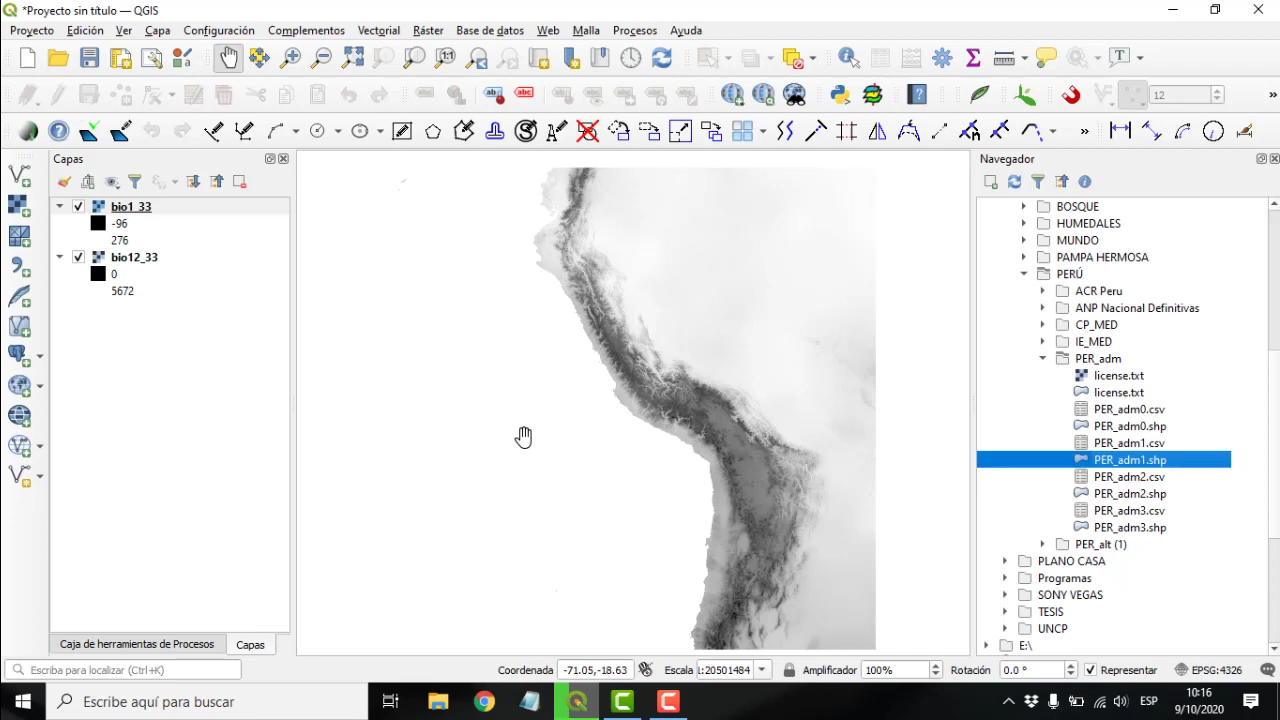 *Proyecto sin título — QGIS
Proyecto Edición Ver Capa Configuración Complementos Vectorial Ráster Base de datos Web Malla Procesos Ayuda
12
Capas
bio1_33
-96
276
bio12_33
0
5672
Caja de herramientas de Procesos
Capas
Navegador
BOSQUE
HUMEDALES
MUNDO
PAMPA HERMOSA
PERÚ
ACR Peru
ANP Nacional Definitivas
CP_MED
IE_MED
PER_adm
license.txt
license.txt
PER_adm0.csv
PER_adm0.shp
PER_adm1.csv
PER_adm1.shp
PER_adm2.csv
PER_adm2.shp
PER_adm3.csv
PER_adm3.shp
PER_alt (1)
PLANO CASA
Programas
SONY VEGAS
TESIS
UNCP
E:\
Escriba para localizar (Ctrl+K)
Coordenada -71.05,-18.63 Escala 1:20501484 Amplificador 100% Rotación 0.0 ° Representar EPSG:4326
Escribe aquí para buscar
ESP
10:16
9/10/2020